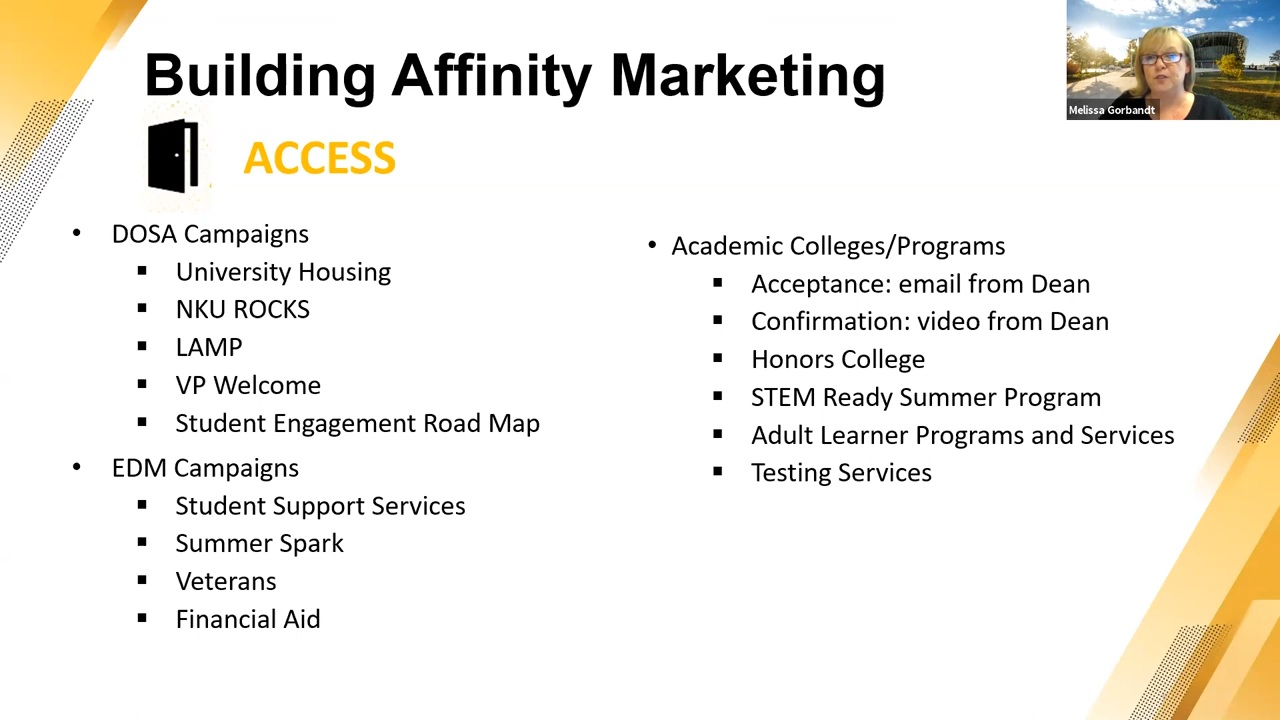 Building Affinity Marketing
Melissa Gorbandt
ACCESS
• DOSA Campaigns
▪ University Housing
▪ NKU ROCKS
▪ LAMP
▪ VP Welcome
▪ Student Engagement Road Map
• EDM Campaigns
▪ Student Support Services
▪ Summer Spark
▪ Veterans
▪ Financial Aid
• Academic Colleges/Programs
▪ Acceptance: email from Dean
▪ Confirmation: video from Dean
▪ Honors College
▪ STEM Ready Summer Program
▪ Adult Learner Programs and Services
▪ Testing Services